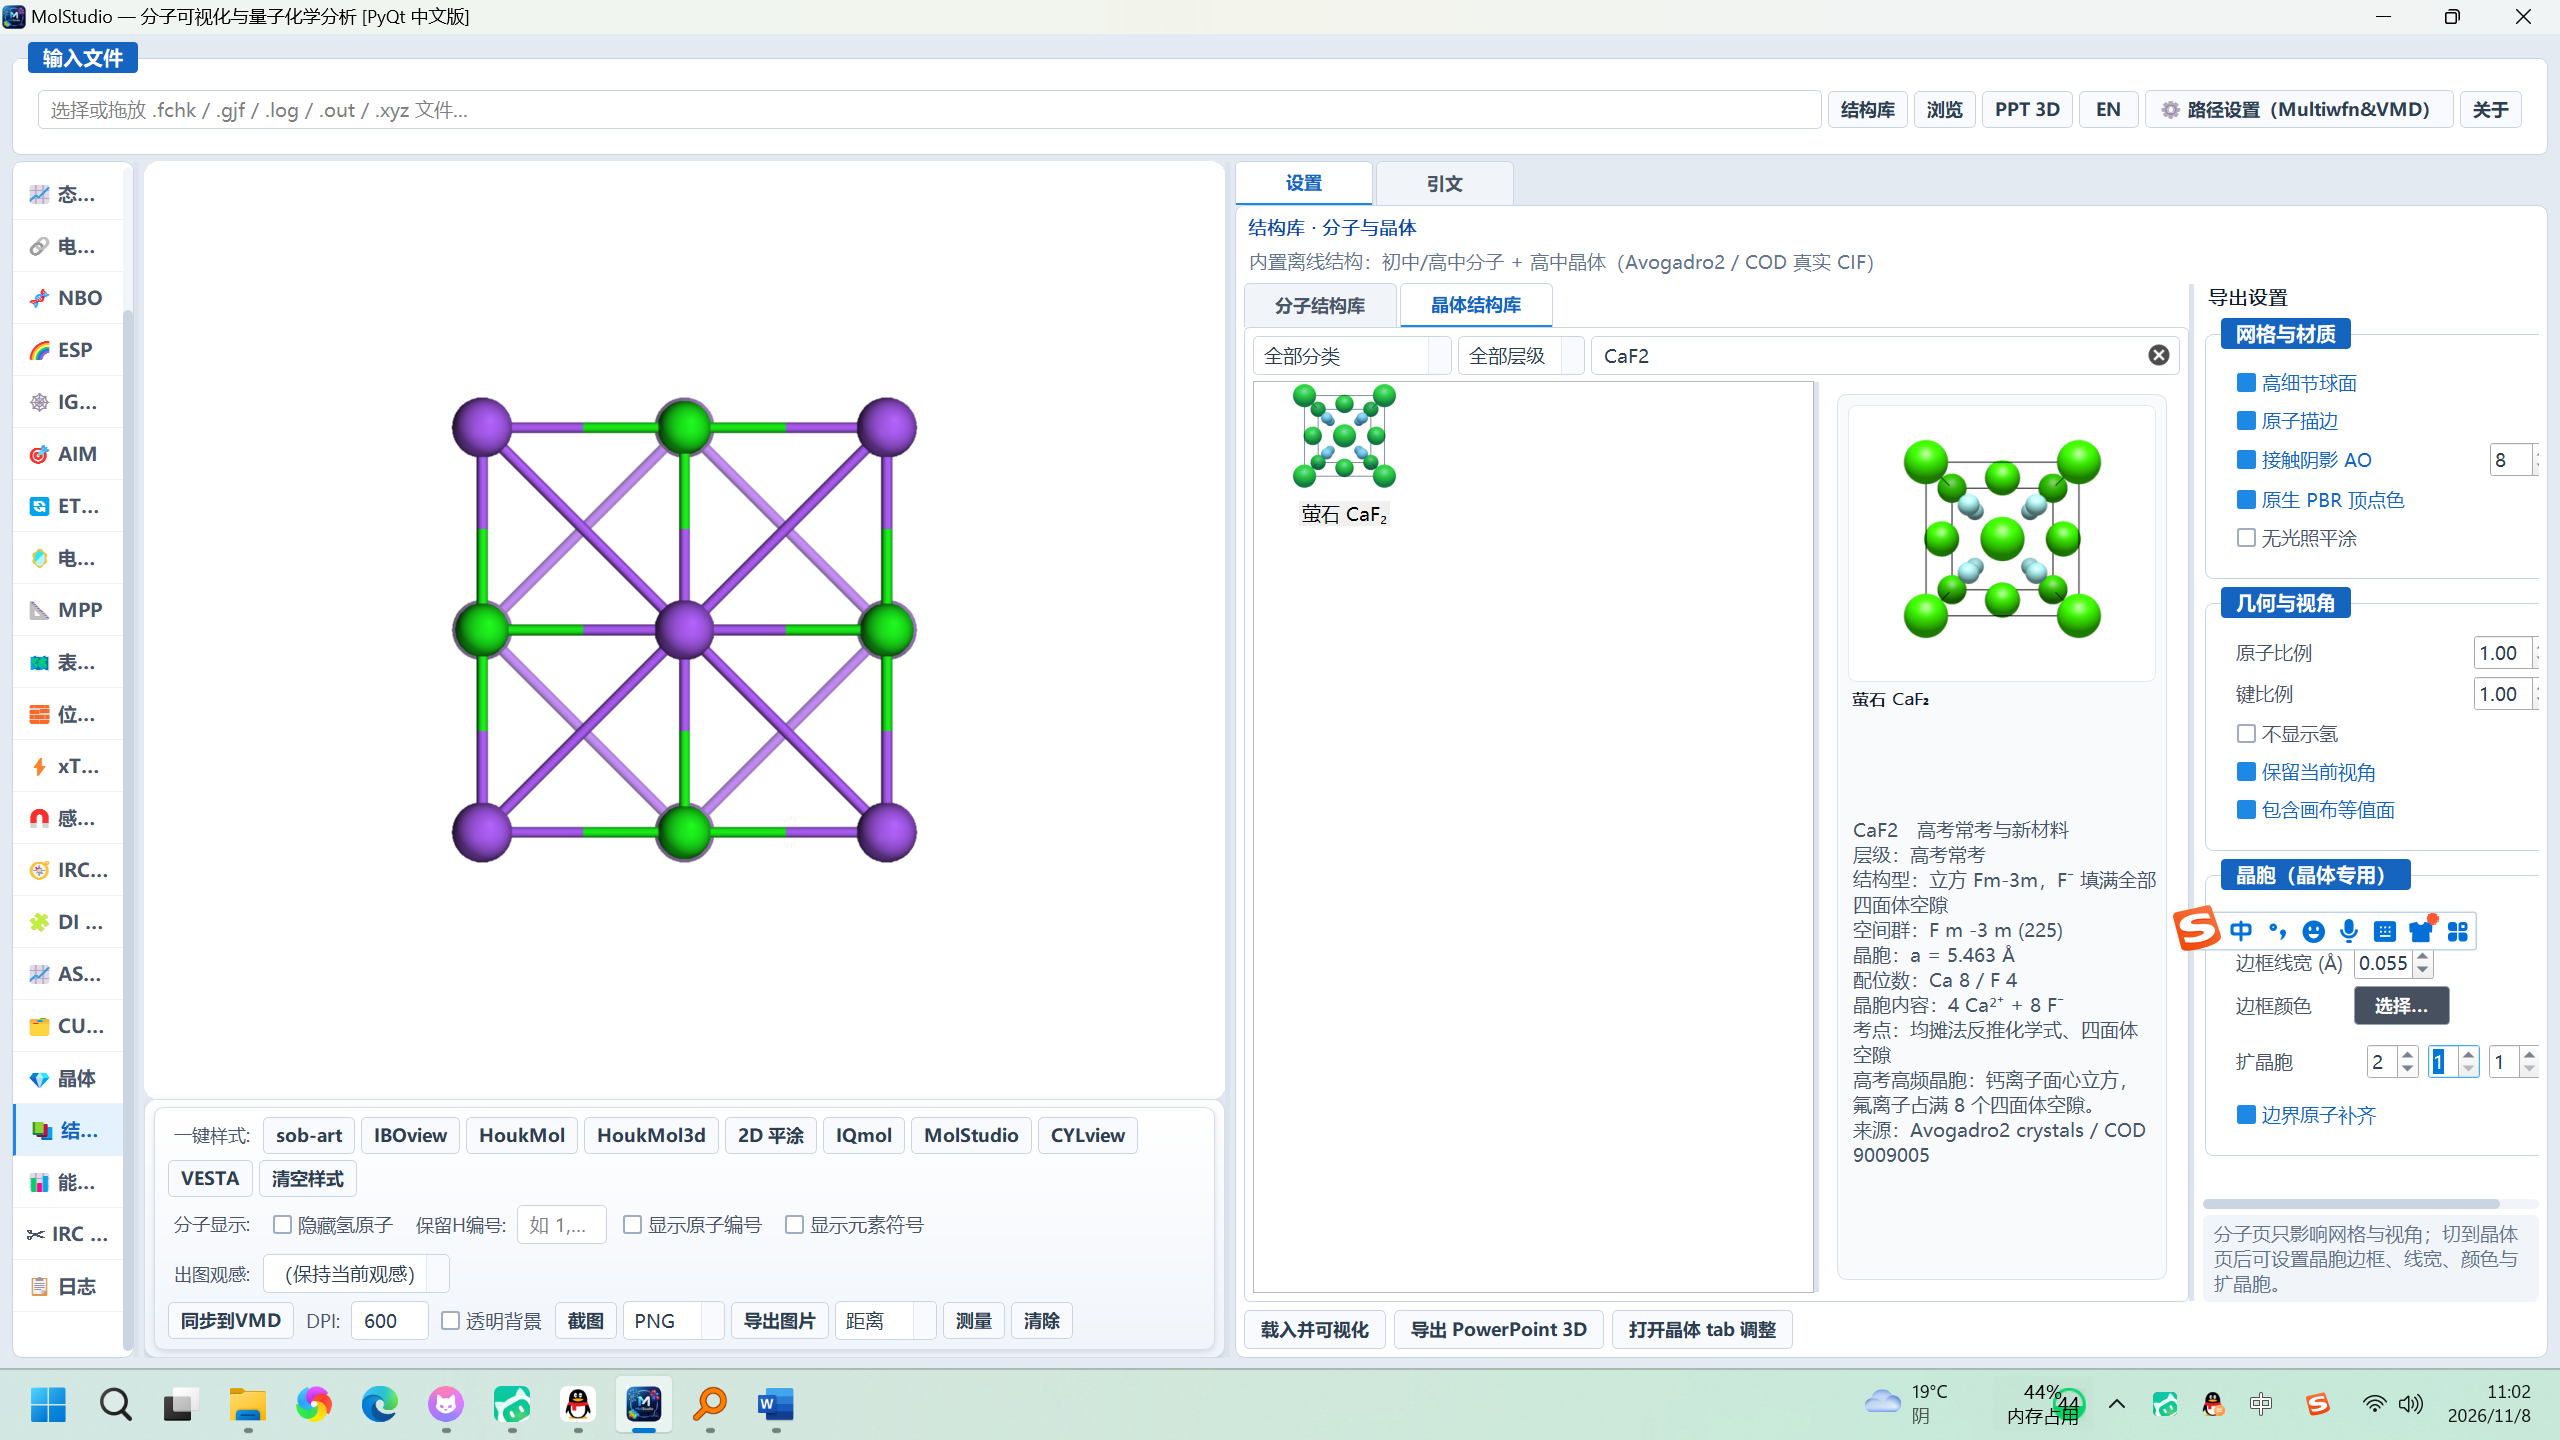 MolStudio — 分子可视化与量子化学分析 [PyQt 中文版]
输入文件
选择或拖放 .fchk / .gjf / .log / .out / .xyz 文件...
结构库
浏览
PPT 3D
EN
路径设置（Multiwfn&VMD）
关于
态...
电...
NBO
ESP
IG...
AIM
ET...
电...
MPP
表...
位...
xT...
感...
IRC...
DI ...
AS...
CU...
晶体
结...
能...
IRC ...
日志
一键样式:
sob-art
IBOview
HoukMol
HoukMol3d
2D 平涂
IQmol
MolStudio
CYLview
VESTA
清空样式
分子显示:
隐藏氢原子
保留H编号:
如 1,...
显示原子编号
显示元素符号
出图观感:
（保持当前观感）
同步到VMD
DPI:
600
透明背景
截图
PNG
导出图片
距离
测量
清除
设置
引文
结构库 · 分子与晶体
内置离线结构：初中/高中分子 + 高中晶体（Avogadro2 / COD 真实 CIF）
分子结构库
晶体结构库
全部分类
全部层级
CaF2
萤石 CaF₂
萤石 CaF₂
CaF2 高考常考与新材料
层级：高考常考
结构型：立方 Fm-3m，F⁻ 填满全部
四面体空隙
空间群：F m -3 m (225)
晶胞：a = 5.463 Å
配位数：Ca 8 / F 4
晶胞内容：4 Ca²⁺ + 8 F⁻
考点：均摊法反推化学式、四面体
空隙
高考高频晶胞：钙离子面心立方，
氟离子占满 8 个四面体空隙。
来源：Avogadro2 crystals / COD
9009005
载入并可视化
导出 PowerPoint 3D
打开晶体 tab 调整
导出设置
网格与材质
高细节球面
原子描边
接触阴影 AO
8
原生 PBR 顶点色
无光照平涂
几何与视角
原子比例
1.00
键比例
1.00
不显示氢
保留当前视角
包含画布等值面
晶胞（晶体专用）
中
边框线宽 (Å)
0.055
边框颜色
选择...
扩晶胞
2
1
1
边界原子补齐
分子页只影响网格与视角；切到晶体
页后可设置晶胞边框、线宽、颜色与
扩晶胞。
19°C
阴
44%
内存占用
44
中
11:02
2026/11/8